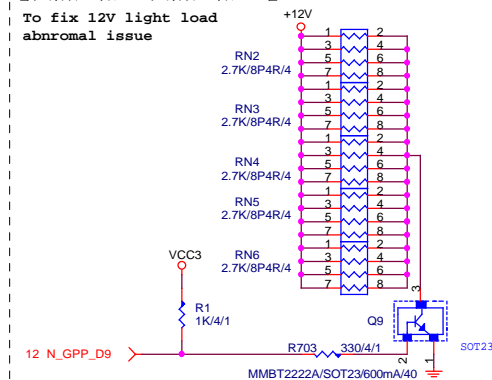 To fix 12V light load
abnromal issue
+12V
1 2
3 4
5 6
7 8
RN2
2.7K/8P4R/4
1 2
3 4
5 6
7 8
RN3
2.7K/8P4R/4
1 2
3 4
5 6
7 8
RN4
2.7K/8P4R/4
1 2
3 4
5 6
7 8
RN5
2.7K/8P4R/4
1 2
3 4
5 6
7 8
RN6
2.7K/8P4R/4
VCC3
R1
1K/4/1
3
Q9
SOT23
12 N_GPP_D9
R703 330/4/1
2
1
MMBT2222A/SOT23/600mA/40